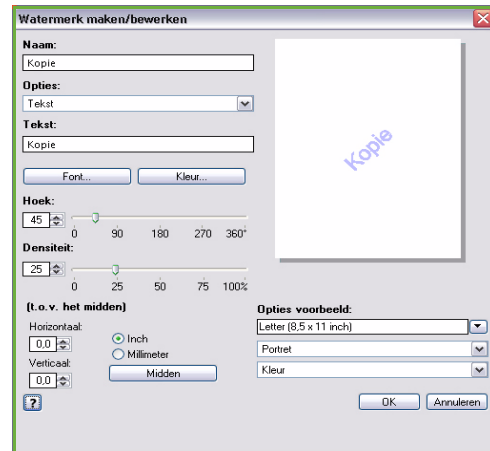 Watermerk maken/bewerken
Naam:
Kopie
Opties:
Tekst
Tekst:
Kopie
Font... Kleur...
Hoek:
45
0 90 180 270 360°
Densiteit:
25
0 25 50 75 100%
(t.o.v. het midden)
Horizontaal:
0,0
Inch
Millimeter
Verticaal:
0,0
Midden
?
Kopie
Opties voorbeeld:
Letter (8,5 x 11 inch)
Portret
Kleur
OK Annuleren